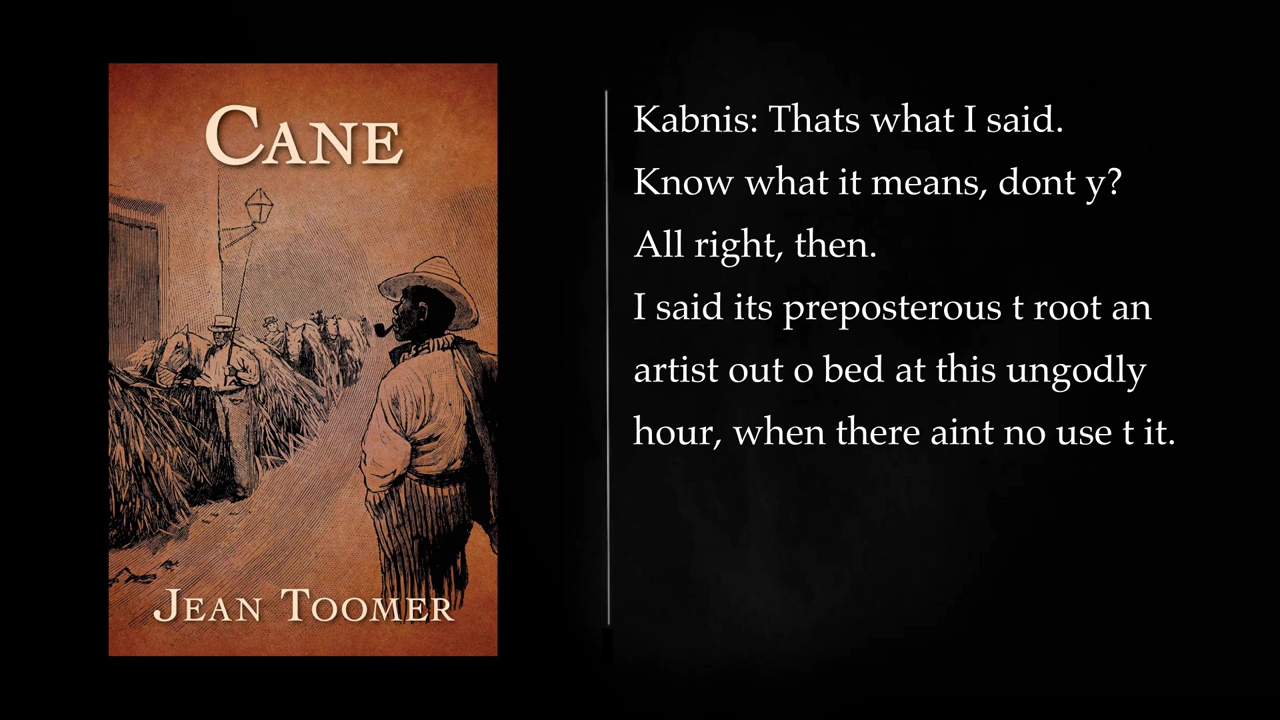 CANE
JEAN TOOMER
Kabnis: Thats what I said.
Know what it means, dont y?
All right, then.
I said its preposterous t root an
artist out o bed at this ungodly
hour, when there aint no use t it.